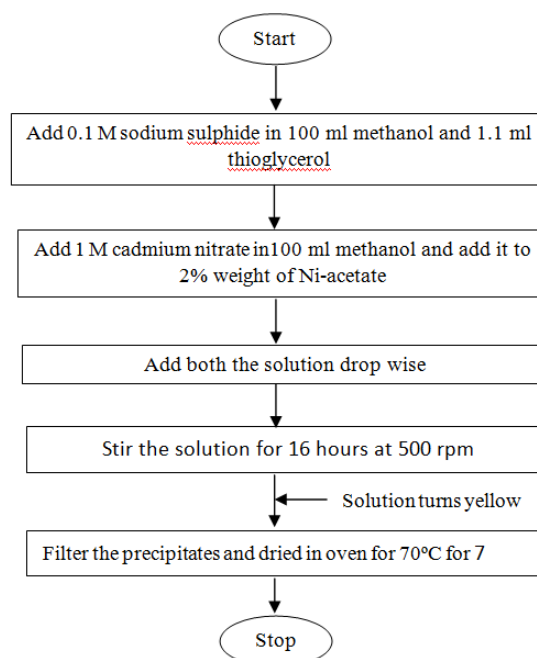 Start
Add 0.1 M sodium sulphide in 100 ml methanol and 1.1 ml
thioglycerol
Add 1 M cadmium nitrate in100 ml methanol and add it to
2% weight of Ni-acetate
Add both the solution drop wise
Stir the solution for 16 hours at 500 rpm
Solution turns yellow
Filter the precipitates and dried in oven for 70°C for 7
Stop